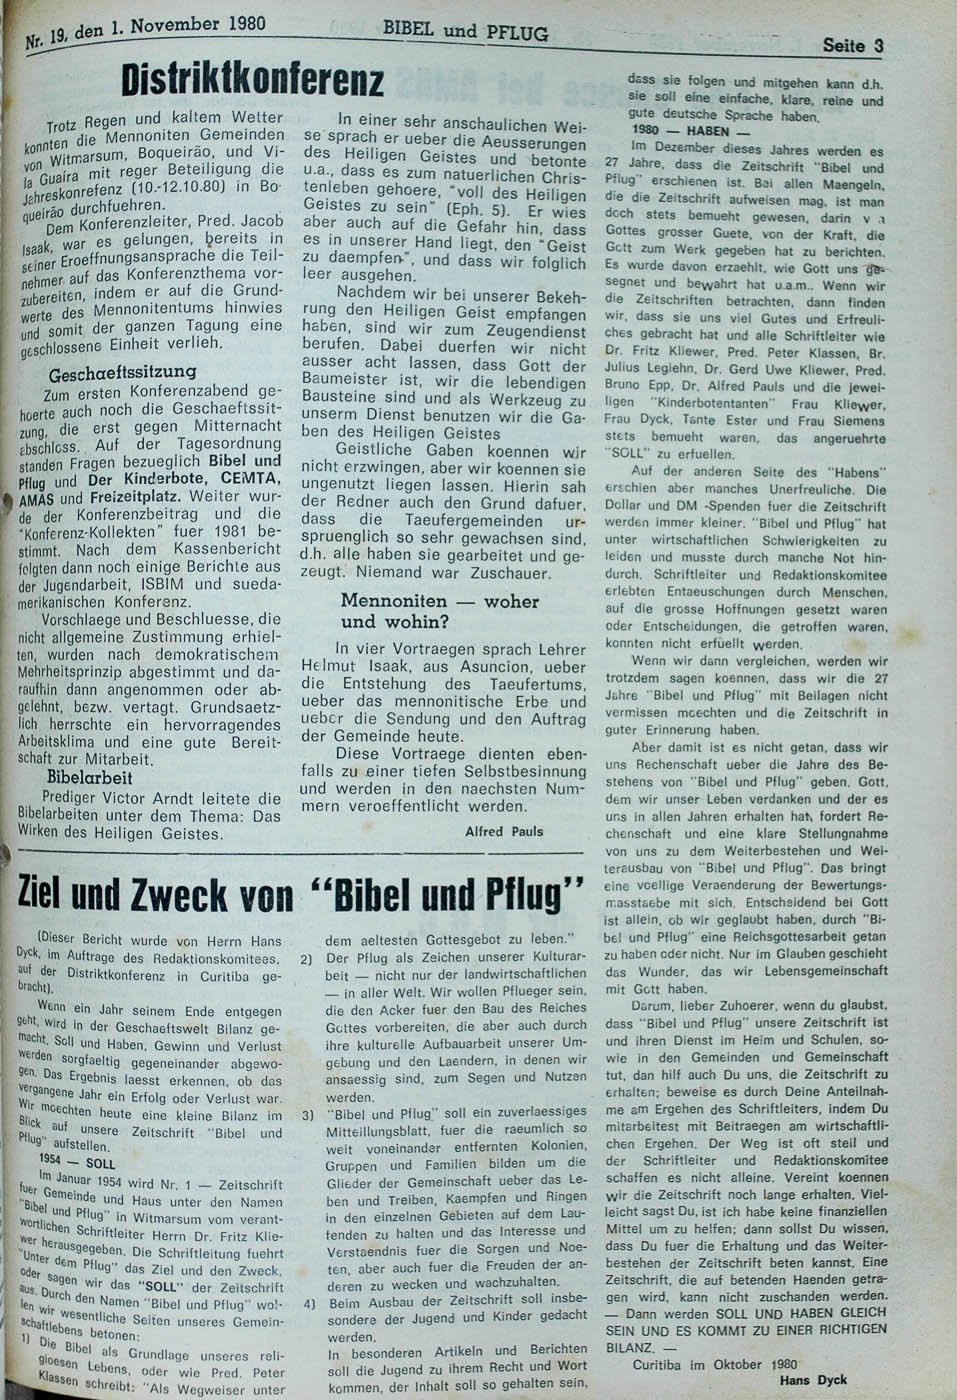 Nr. 19, den 1. November 1980
BIBEL und PFLUG
Seite 3
Distriktkonferenz
Trotz Regen und kaltem Wetter
konnten die Mennoniten Gemeinden
von Witmarsum, Boqueirão, und Vi-
la Guaíra mit reger Beteiligung die
Jahreskonrefenz (10.-12.10.80) in Bo-
queirão durchfuehren.
Dem Konferenzleiter, Pred. Jacob
Isaak, war es gelungen, bereits in
seiner Eroeffnungsansprache die Teil-
nehmer auf das Konferenzthema vor-
zubereiten, indem er auf die Grund-
werte des Mennonitentums hinwies
und somit der ganzen Tagung eine
geschlossene Einheit verlieh.
Geschaeftssitzung
Zum ersten Konferenzabend ge-
hoerte auch noch die Geschaeftssit-
zung, die erst gegen Mitternacht
abschloss. Auf der Tagesordnung
standen Fragen bezueglich Bibel und
Pflug und Der Kinderbote, CEMTA,
AMAS und Freizeitplatz. Weiter wur-
de der Konferenzbeitrag und die
"Konferenz-Kollekten" fuer 1981 be-
stimmt. Nach dem Kassenbericht
folgten dann noch einige Berichte aus
der Jugendarbeit, ISBIM und sueda-
merikanischen Konferenz.
Vorschlaege und Beschluesse, die
nicht allgemeine Zustimmung erhiel-
ten, wurden nach demokratischem
Mehrheitsprinzip abgestimmt und da-
raufhin dann angenommen oder ab-
gelehnt, bezw. vertagt. Grundsaetz-
lich herrschte ein hervorragendes
Arbeitsklima und eine gute Bereit-
schaft zur Mitarbeit.
Bibelarbeit
Prediger Victor Arndt leitete die
Bibelarbeiten unter dem Thema: Das
Wirken des Heiligen Geistes.
In einer sehr anschaulichen Wei-
se sprach er ueber die Aeusserungen
des Heiligen Geistes und betonte
u.a., dass es zum natuerlichen Chris-
tenleben gehoere, "voll des Heiligen
Geistes zu sein" (Eph. 5). Er wies
aber auch auf die Gefahr hin, dass
es in unserer Hand liegt, den "Geist
zu daempfen", und dass wir folglich
leer ausgehen.
Nachdem wir bei unserer Bekeh-
rung den Heiligen Geist empfangen
haben, sind wir zum Zeugendienst
berufen. Dabei duerfen wir nicht
ausser acht lassen, dass Gott der
Baumeister ist, wir die lebendigen
Bausteine sind und als Werkzeug zu
unserm Dienst benutzen wir die Ga-
ben des Heiligen Geistes
Geistliche Gaben koennen wir
nicht erzwingen, aber wir koennen sie
ungenutzt liegen lassen. Hierin sah
der Redner auch den Grund dafuer,
dass die Taeufergemeinden ur-
spruenglich so sehr gewachsen sind,
d.h. alle haben sie gearbeitet und ge-
zeugt. Niemand war Zuschauer.
Mennoniten — woher
und wohin?
In vier Vortraegen sprach Lehrer
Helmut Isaak, aus Asuncion, ueber
die Entstehung des Taeufertums,
ueber das mennonitische Erbe und
ueber die Sendung und den Auftrag
der Gemeinde heute.
Diese Vortraege dienten eben-
falls zu einer tiefen Selbstbesinnung
und werden in den naechsten Num-
mern veroeffentlicht werden.
Alfred Pauls
Ziel und Zweck von "Bibel und Pflug"
(Dieser Bericht wurde von Herrn Hans
Dyck, im Auftrage des Redaktionskomitees,
auf der Distriktkonferenz in Curitiba ge-
bracht).
Wenn ein Jahr seinem Ende entgegen
geht, wird in der Geschaeftswelt Bilanz ge-
macht, Soll und Haben, Gewinn und Verlust
werden sorgfaeltig gegeneinander abgewo-
gen. Das Ergebnis laesst erkennen, ob das
vergangene Jahr ein Erfolg oder Verlust war.
Wir moechten heute eine kleine Bilanz im
Blick auf unsere Zeitschrift "Bibel und
Pflug" aufstellen.
1954 — SOLL
Im Januar 1954 wird Nr. 1 — Zeitschrift
fuer Gemeinde und Haus unter den Namen
"Bibel und Pflug" in Witmarsum vom verant-
wortlichen Schriftleiter Herrn Dr. Fritz Klie-
wer herausgegeben. Die Schriftleitung fuehrt
"Unter dem Pflug" das Ziel und den Zweck,
oder sagen wir das "SOLL" der Zeitschrift
aus. Durch den Namen "Bibel und Pflug" wol-
len wir wesentliche Seiten unseres Gemein-
schaftlebens betonen:
1) Die Bibel als Grundlage unseres reli-
gioesen Lebens, oder wie Pred. Peter
Klassen schreibt: "Als Wegweiser unter
dem aeltesten Gottesgebot zu leben."
2) Der Pflug als Zeichen unserer Kulturar-
beit — nicht nur der landwirtschaftlichen
— in aller Welt. Wir wollen Pflueger sein,
die den Acker fuer den Bau des Reiches
Gottes vorbereiten, die aber auch durch
ihre kulturelle Aufbauarbeit unserer Um-
gebung und den Laendern, in denen wir
ansaessig sind, zum Segen und Nutzen
werden.
3) "Bibel und Pflug" soll ein zuverlaessiges
Mitteillungsblatt, fuer die raeumlich so
weit voneinander entfernten Kolonien,
Gruppen und Familien bilden um die
Glieder der Gemeinschaft ueber das Le-
ben und Treiben, Kaempfen und Ringen
in den einzelnen Gebieten auf dem Lau-
fenden zu halten und das Interesse und
Verstaendnis fuer die Sorgen und Noe-
ten, aber auch fuer die Freuden der an-
deren zu wecken und wachzuhalten.
4) Beim Ausbau der Zeitschrift soll insbe-
sondere der Jugend und Kinder gedacht
werden.
In besonderen Artikeln und Berichten
soll die Jugend zu ihrem Recht und Wort
kommen, der Inhalt soll so gehalten sein,
dass sie folgen und mitgehen kann d.h.
sie soll eine einfache, klare, reine und
gute deutsche Sprache haben.
1980 — HABEN —
Im Dezember dieses Jahres werden es
27 Jahre, dass die Zeitschrift "Bibel und
Pflug" erschienen ist. Bei allen Maengeln,
die die Zeitschrift aufweisen mag, ist man
doch stets bemueht gewesen, darin
Gottes grosser Guete, von der Kraft, die
Gott zum Werk gegeben hat zu berichten.
Es wurde davon erzaehlt, wie Gott uns ge-
segnet und bewahrt hat u.a.m.. Wenn wir
die Zeitschriften betrachten, dann finden
wir, dass sie uns viel Gutes und Erfreuli-
ches gebracht hat und alle Schriftleiter wie
Dr. Fritz Kliewer, Pred. Peter Klassen, Br.
Julius Legiehn, Dr. Gerd Uwe Kliewer, Pred.
Bruno Epp, Dr. Alfred Pauls und die jewei-
ligen "Kinderbotentanten" Frau Kliewer,
Frau Dyck, Tante Ester und Frau Siemens
stets bemueht waren, das angeruehrte
"SOLL" zu erfuellen.
Auf der anderen Seite des "Habens"
erschien aber manches Unerfreuliche. Die
Dollar und DM -Spenden fuer die Zeitschrift
werden immer kleiner. "Bibel und Pflug" hat
unter wirtschaftlichen Schwierigkeiten zu
leiden und musste durch manche Not hin-
durch. Schriftleiter und Redaktionskomitee
erlebten Entaeuschungen durch Menschen,
auf die grosse Hoffnungen gesetzt waren
oder Entscheidungen, die getroffen waren,
konnten nicht erfuellt werden.
Wenn wir dann vergleichen, werden wir
trotzdem sagen koennen, dass wir die 27
Jahre "Bibel und Pflug" mit Beilagen nicht
vermissen moechten und die Zeitschrift in
guter Erinnerung haben.
Aber damit ist es nicht getan, dass wir
uns Rechenschaft ueber die Jahre des Be-
stehens von "Bibel und Pflug" geben. Gott,
dem wir unser Leben verdanken und der es
uns in allen Jahren erhalten hat, fordert Re-
chenschaft und eine klare Stellungnahme
von uns zu dem Weiterbestehen und Wei-
terausbau von "Bibel und Pflug". Das bringt
eine voellige Veraenderung der Bewertungs-
masstaebe mit sich. Entscheidend bei Gott
ist allein, ob wir geglaubt haben, durch "Bi-
bel und Pflug" eine Reichsgottesarbeit getan
zu haben oder nicht. Nur im Glauben geschieht
das Wunder, das wir Lebensgemeinschaft
mit Gott haben.
Darum, lieber Zuhoerer, wenn du glaubst,
dass "Bibel und Pflug" unsere Zeitschrift ist
und ihren Dienst im Heim und Schulen, so-
wie in den Gemeinden und Gemeinschaft
tut, dan hilf auch Du uns, die Zeitschrift zu
erhalten; beweise es durch Deine Anteilnah-
me am Ergehen des Schriftleiters, indem Du
mitarbeitest mit Beitraegen am wirtschaftli-
chen Ergehen. Der Weg ist oft steil und
der Schriftleiter und Redaktionskomitee
schaffen es nicht alleine. Vereint koennen
wir die Zeitschrift noch lange erhalten. Viel-
leicht sagst Du, ist ich habe keine finanziellen
Mittel um zu helfen; dann sollst Du wissen,
dass Du fuer die Erhaltung und das Weiter-
bestehen der Zeitschrift beten kannst. Eine
Zeitschrift, die auf betenden Haenden getra-
gen wird, kann nicht zuschanden werden.
— Dann werden SOLL UND HABEN GLEICH
SEIN UND ES KOMMT ZU EINER RICHTIGEN
BILANZ. —
Curitiba im Oktober 1980
Hans Dyck